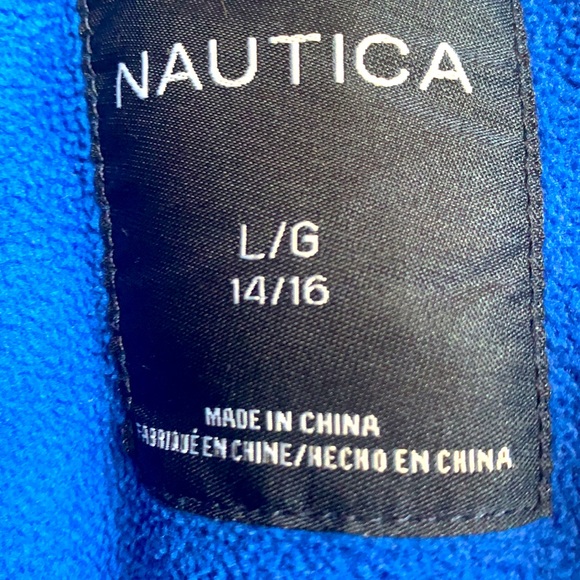 NAUTICA
L/G
14/16
MADE IN CHINA
FABRIQUÉ EN CHINE/HECHO EN CHINA